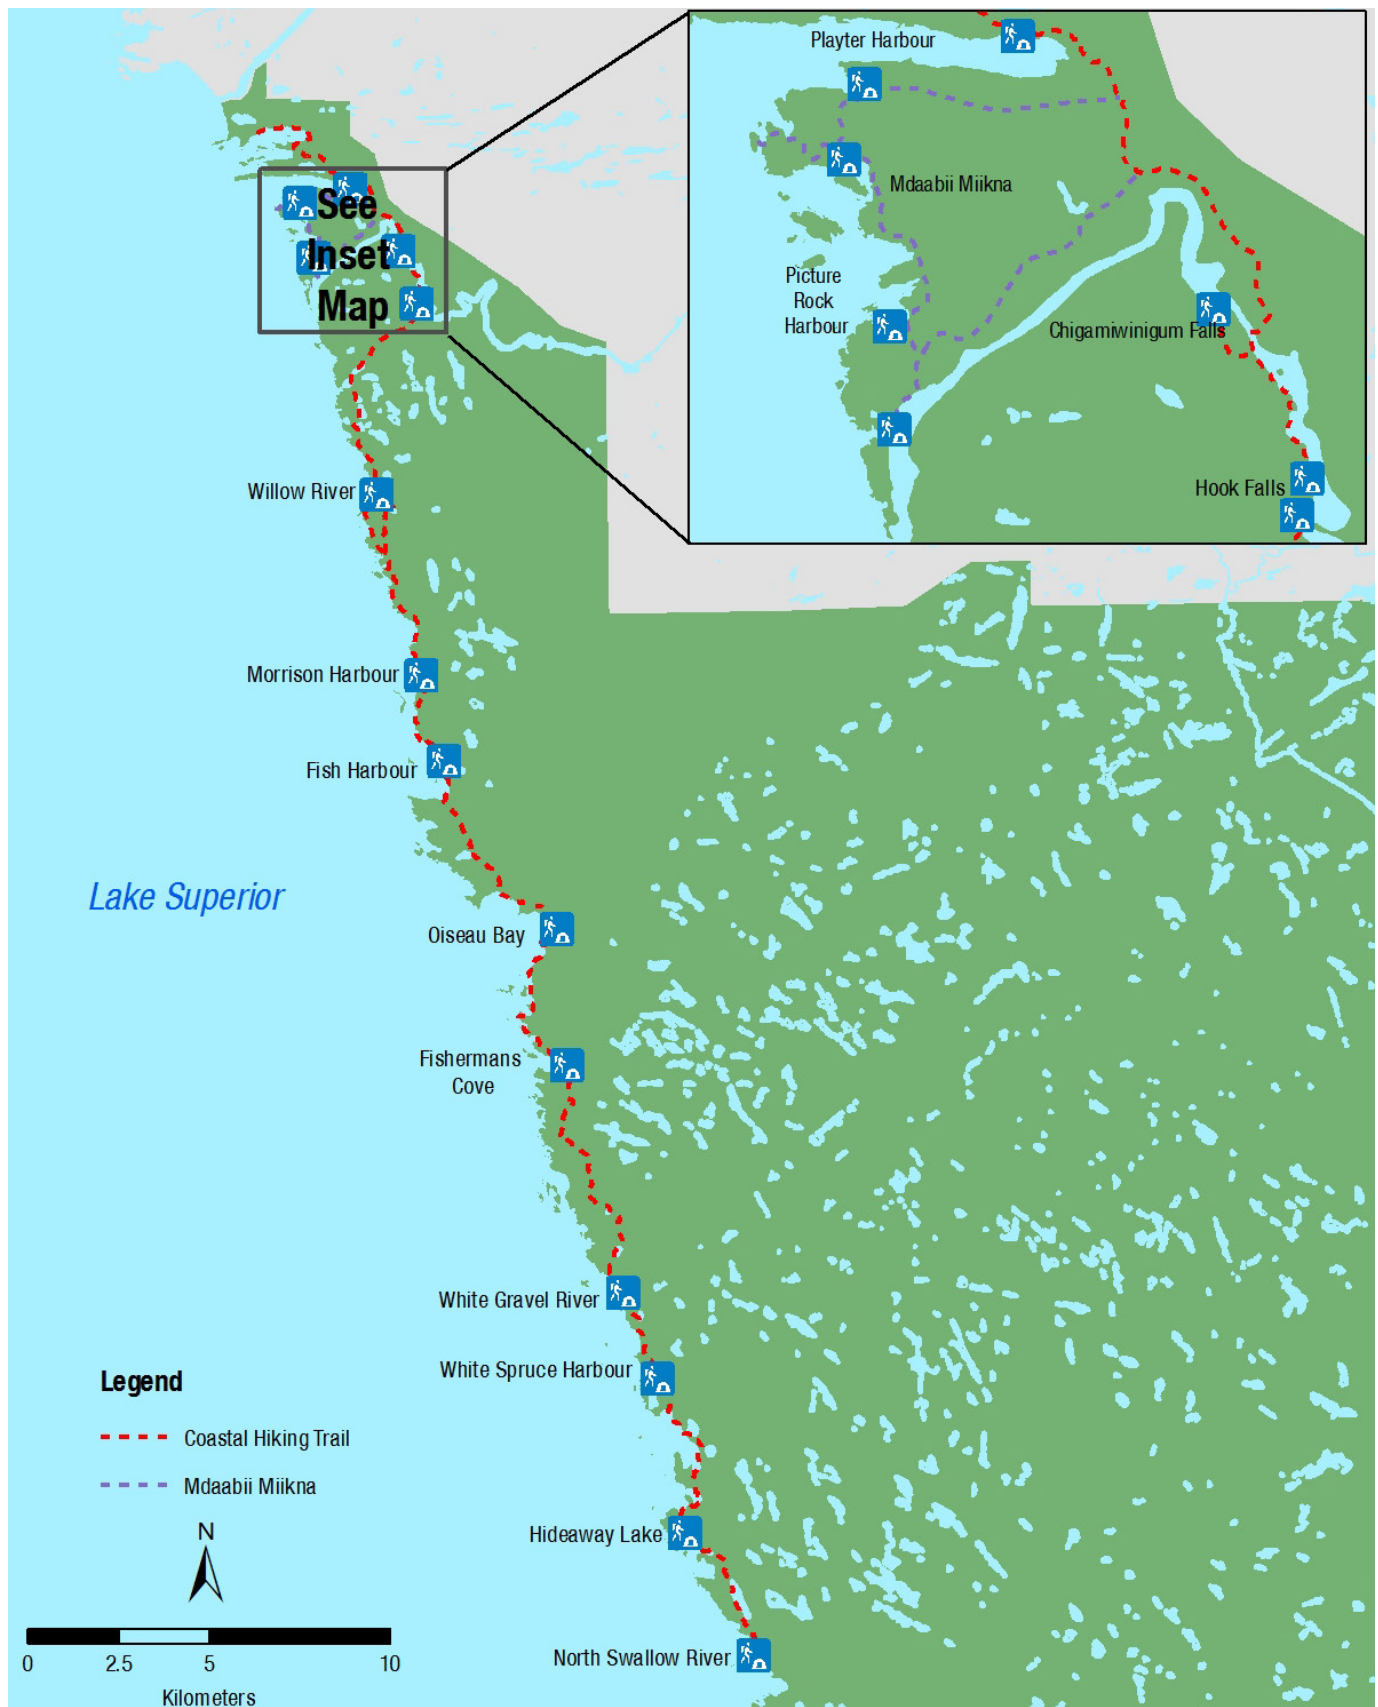 Playter Harbour
Mdaabii Miikna
Picture
Rock
Harbour
Chigamiwinigum Falls
Hook Falls
See
Inset
Map
Willow River
Morrison Harbour
Fish Harbour
Lake Superior
Oiseau Bay
Fishermans
Cove
White Gravel River
White Spruce Harbour
Hideaway Lake
North Swallow River
Legend
Coastal Hiking Trail
Mdaabii Miikna
N
0 2.5 5 10
Kilometers